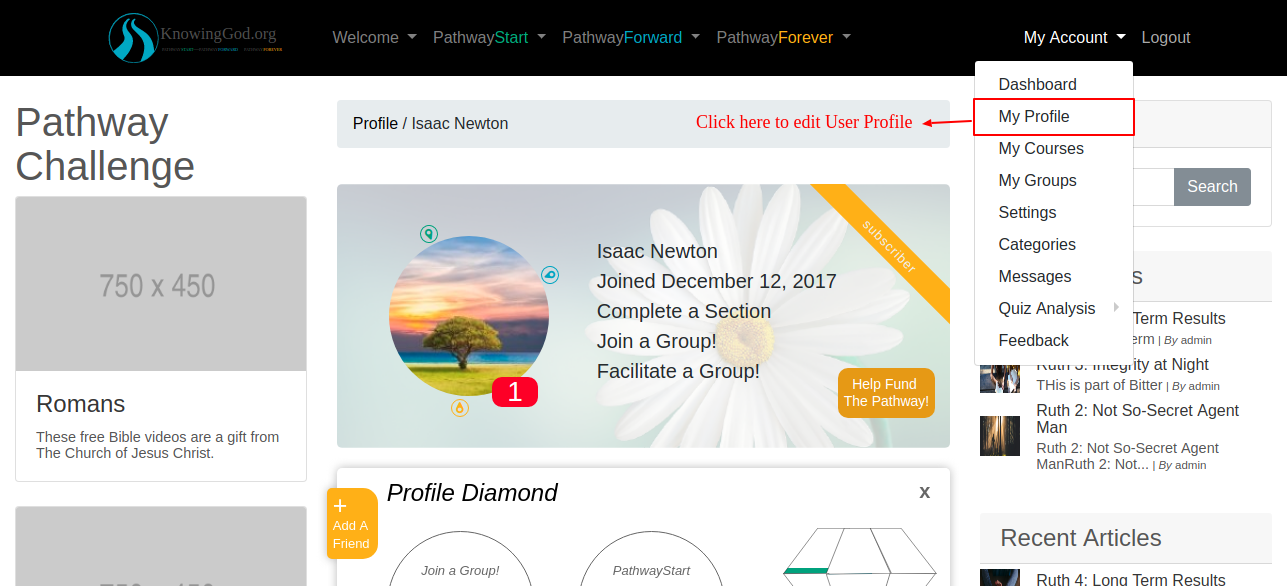 KnowingGod.org
Welcome
PathwayStart
PathwayForward
PathwayForever
My Account
Logout
Dashboard
My Profile
My Courses
My Groups
Settings
Categories
Messages
Quiz Analysis
Feedback
Pathway
Challenge
750 x 450
Romans
These free Bible videos are a gift from
The Church of Jesus Christ.
Profile / Isaac Newton
Click here to edit User Profile
subscriber
Isaac Newton
Joined December 12, 2017
Complete a Section
Join a Group!
Facilitate a Group!
1
Help Fund
The Pathway!
Profile Diamond
x
+
Add A
Friend
Join a Group!
PathwayStart
Search
s
Term Results
erm | By admin
Ruth 3: Integrity at Night
THis is part of Bitter | By admin
Ruth 2: Not So-Secret Agent
Man
Ruth 2: Not So-Secret Agent
ManRuth 2: Not... | By admin
Recent Articles
Ruth 4: Long Term Results